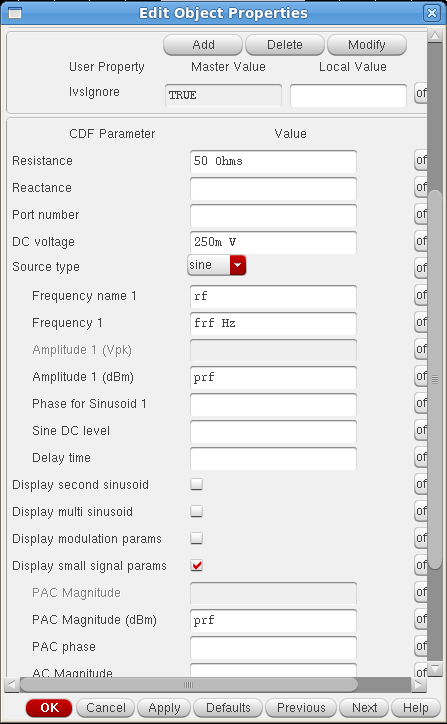 Edit Object Properties
Add Delete Modify
User Property Master Value Local Value
lvsIgnore TRUE of
CDF Parameter Value
Resistance 50 Ohms of
Reactance of
Port number of
DC voltage 250m V of
Source type sine of
Frequency name 1 rf of
Frequency 1 frf Hz of
Amplitude 1 (Vpk) of
Amplitude 1 (dBm) prf of
Phase for Sinusoid 1 of
Sine DC level of
Delay time of
Display second sinusoid of
Display multi sinusoid of
Display modulation params of
Display small signal params of
PAC Magnitude of
PAC Magnitude (dBm) prf of
PAC phase of
AC Magnitude of
OK Cancel Apply Defaults Previous Next Help